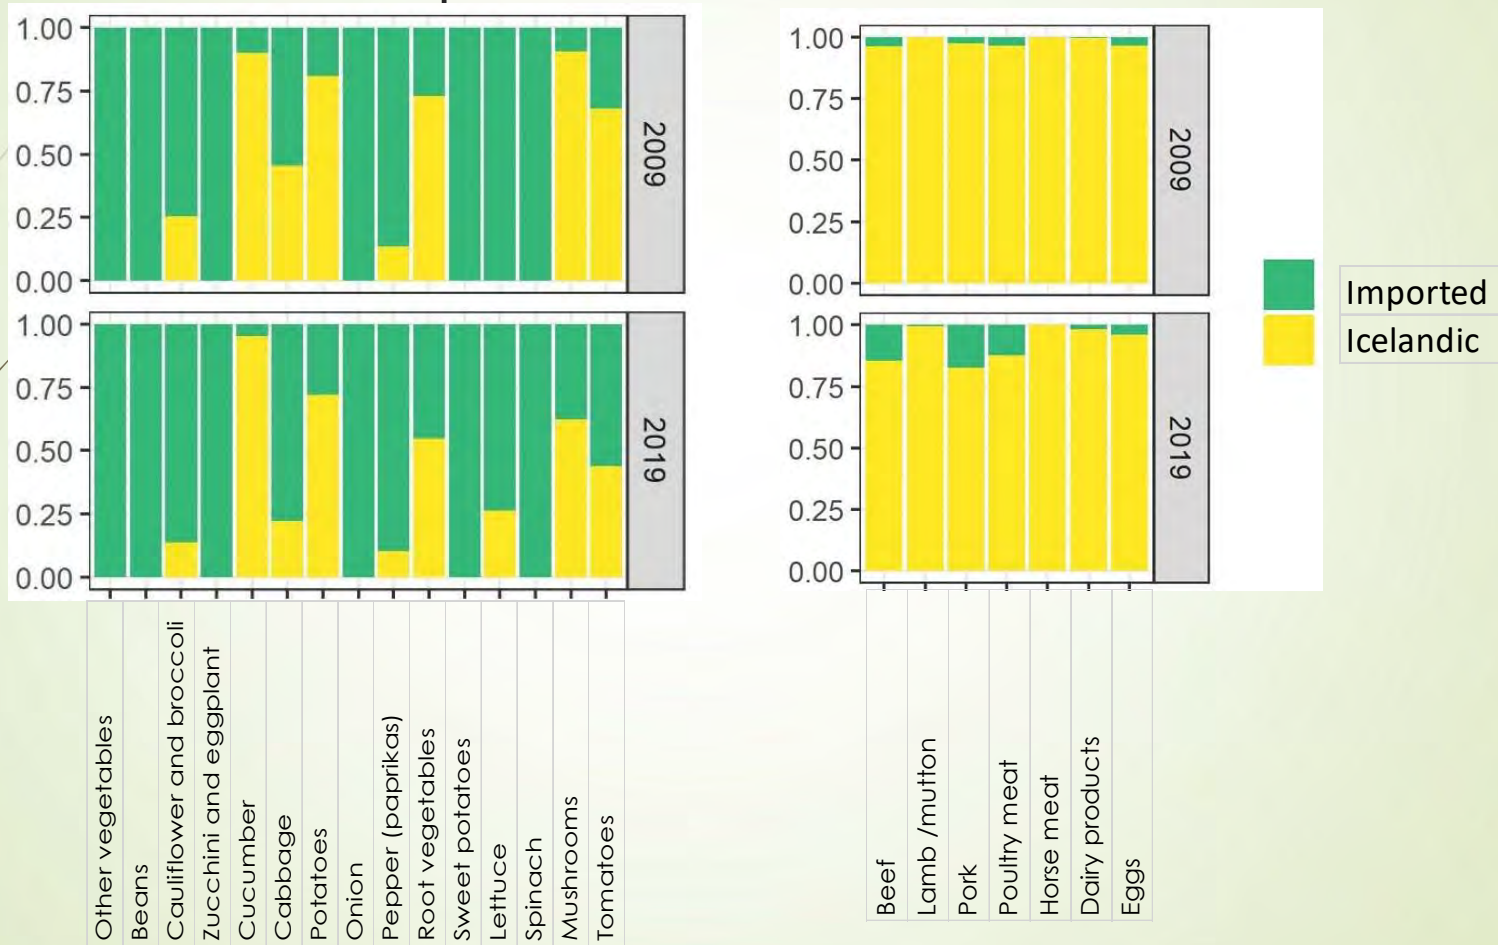 1.00
0.75
0.50
0.25
0.00
2009
1.00
0.75
0.50
0.25
0.00
2019
Other vegetables
Beans
Cauliflower and broccoli
Zucchini and eggplant
Cucumber
Cabbage
Potatoes
Onion
Pepper (paprikas)
Root vegetables
Sweet potatoes
Lettuce
Spinach
Mushrooms
Tomatoes
1.00
0.75
0.50
0.25
0.00
2009
1.00
0.75
0.50
0.25
0.00
2019
Beef
Lamb /mutton
Pork
Poultry meat
Horse meat
Dairy products
Eggs
Imported
Icelandic